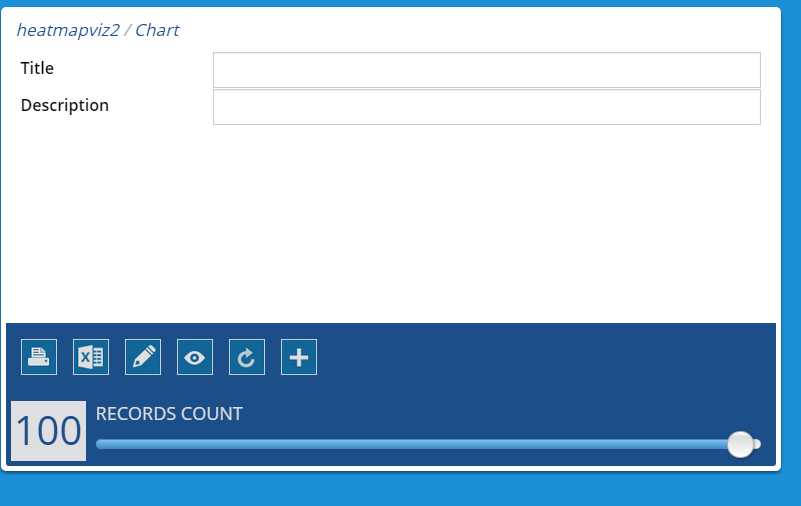 heatmapviz2 / Chart
Title
Description
X
RECORDS COUNT
100